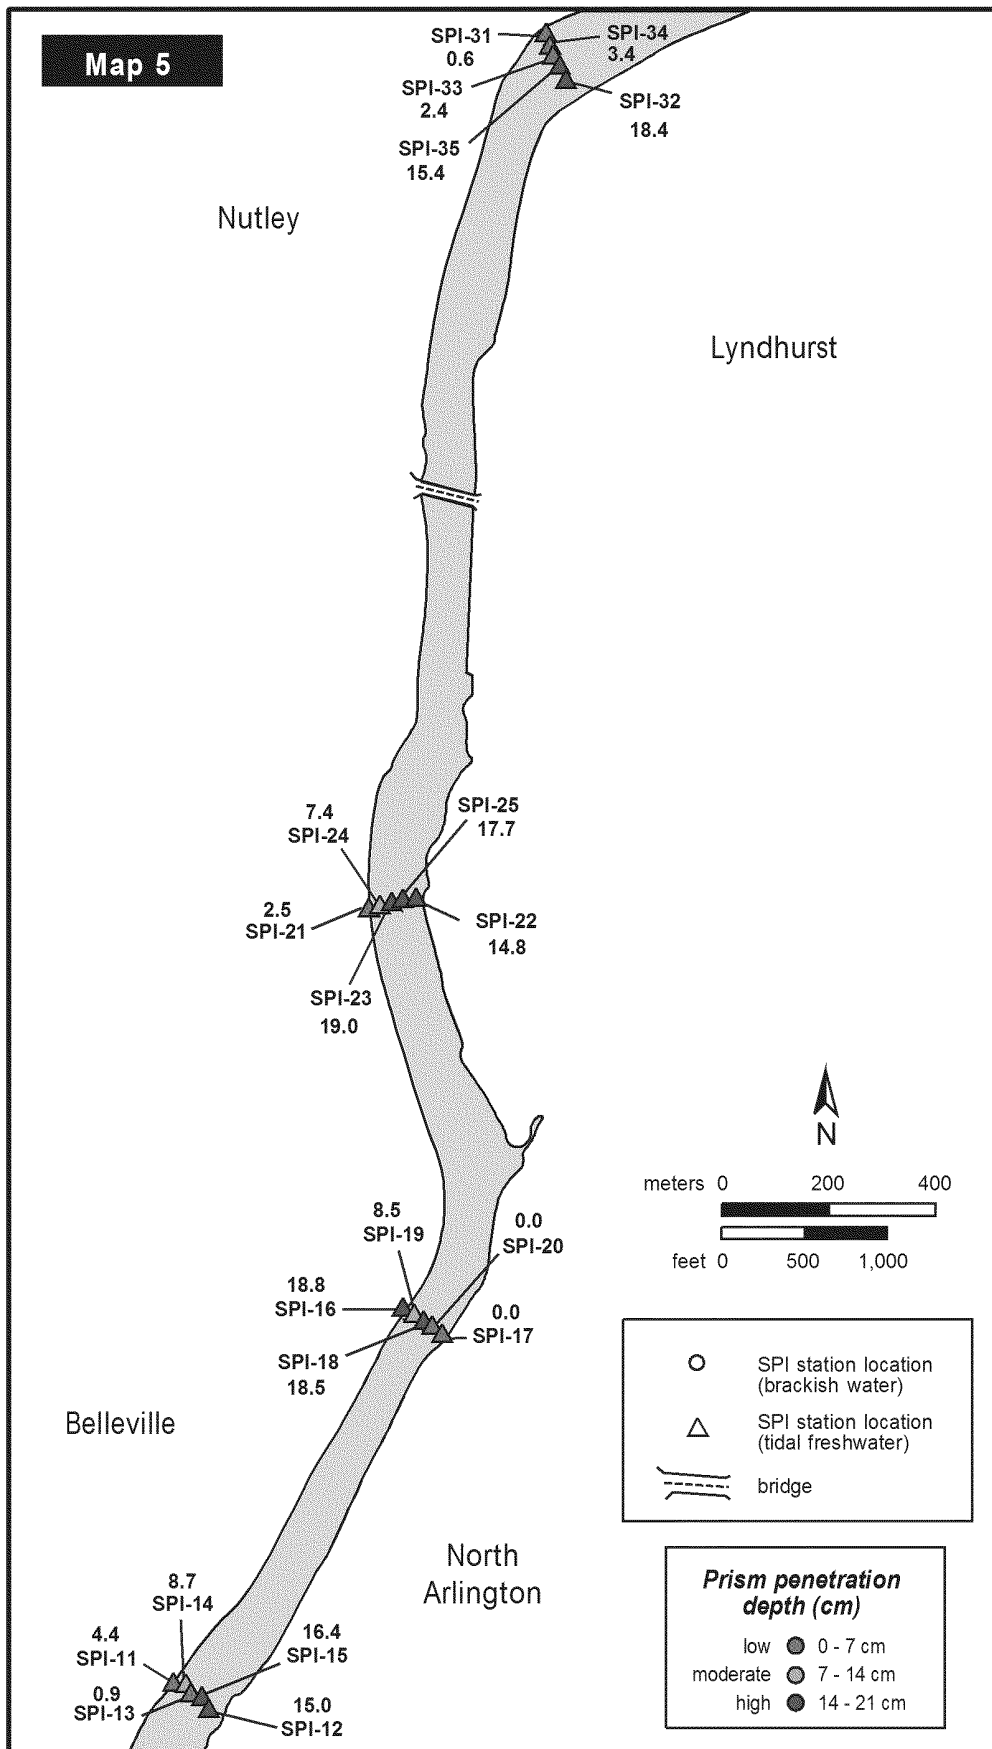 Map 5
SPI-31
0.6
SPI-34
3.4
SPI-33
2.4
SPI-32
18.4
SPI-35
15.4
Nutley
Lyndhurst
7.4
SPI-24
SPI-25
17.7
2.5
SPI-21
SPI-22
14.8
SPI-23
19.0
N
meters 0 200 400
feet 0 500 1,000
8.5
SPI-19
0.0
SPI-20
18.8
SPI-16
0.0
SPI-17
SPI-18
18.5
SPI station location
(brackish water)
SPI station location
(tidal freshwater)
bridge
Belleville
North
Arlington
Prism penetration
depth (cm)
low 0 - 7 cm
moderate 7 - 14 cm
high 14 - 21 cm
8.7
SPI-14
4.4
SPI-11
16.4
SPI-15
0.9
SPI-13
15.0
SPI-12